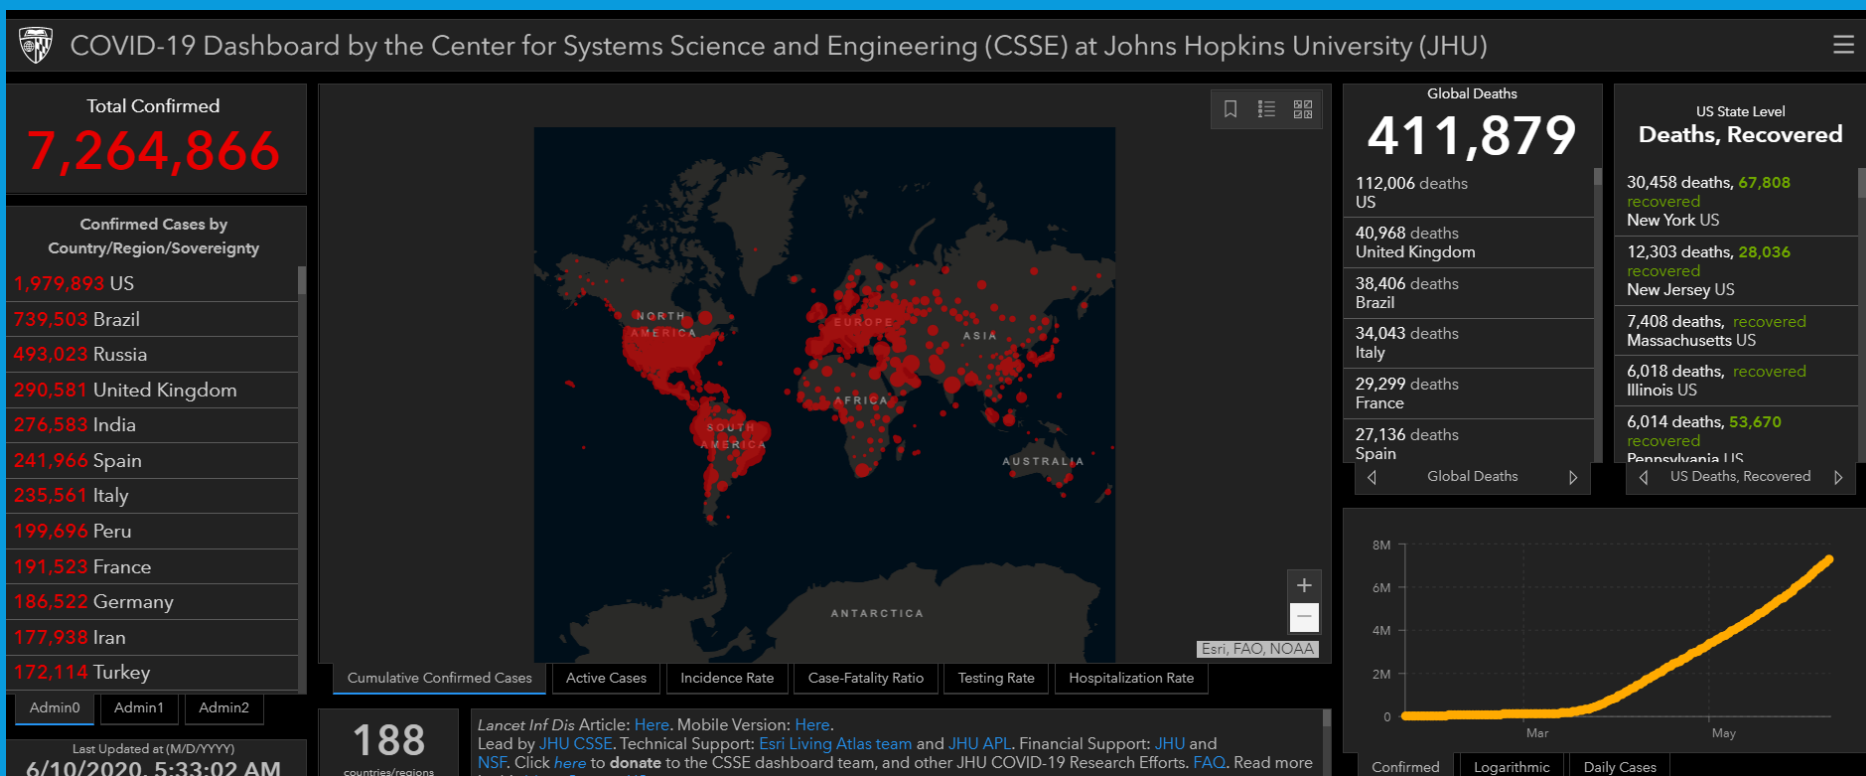 COVID-19 Dashboard by the Center for Systems Science and Engineering (CSSE) at Johns Hopkins University (JHU)
Total Confirmed
7,264,866
Confirmed Cases by
Country/Region/Sovereignty
1,979,893 US
739,503 Brazil
493,023 Russia
290,581 United Kingdom
276,583 India
241,966 Spain
235,561 Italy
199,696 Peru
191,523 France
186,522 Germany
177,938 Iran
172,114 Turkey
Admin0
Admin1
Admin2
Last Updated at (M/D/YYYY)
6/10/2020, 5:33:02 AM
NORTH
AMERICA
EUROPE
ASIA
AFRICA
SOUTH
AMERICA
AUSTRALIA
ANTARCTICA
Esri, FAO, NOAA
Cumulative Confirmed Cases
Active Cases
Incidence Rate
Case-Fatality Ratio
Testing Rate
Hospitalization Rate
188
countries/regions
Lancet Inf Dis Article: Here. Mobile Version: Here.
Lead by JHU CSSE. Technical Support: Esri Living Atlas team and JHU APL. Financial Support: JHU and
NSF. Click here to donate to the CSSE dashboard team, and other JHU COVID-19 Research Efforts. FAQ. Read more
Global Deaths
411,879
112,006 deaths
US
40,968 deaths
United Kingdom
38,406 deaths
Brazil
34,043 deaths
Italy
29,299 deaths
France
27,136 deaths
Spain
Global Deaths
US State Level
Deaths, Recovered
30,458 deaths, 67,808
recovered
New York US
12,303 deaths, 28,036
recovered
New Jersey US
7,408 deaths, recovered
Massachusetts US
6,018 deaths, recovered
Illinois US
6,014 deaths, 53,670
recovered
Pennsylvania US
US Deaths, Recovered
8M
6M
4M
2M
0
Mar
May
Confirmed
Logarithmic
Daily Cases